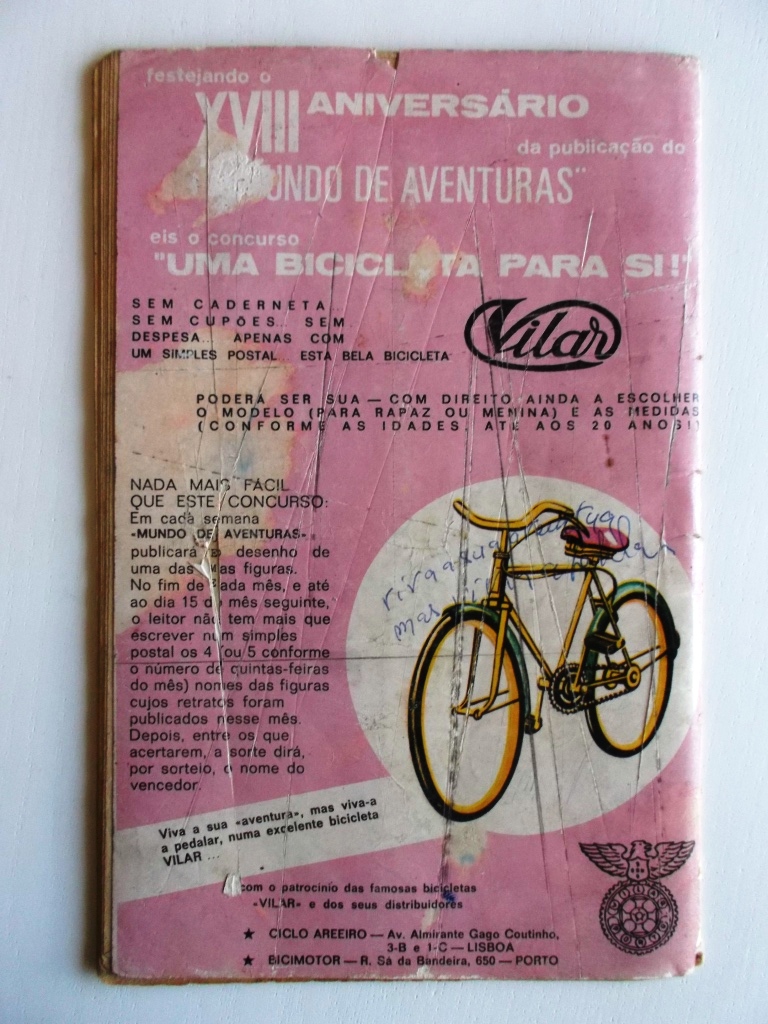 festejando o
XVIII ANIVERSÁRIO
da publicação do
MUNDO DE AVENTURAS"
eis o concurso
"UMA BICICLETA PARA SI!"
SEM CADERNETA
SEM CUPÕES... SEM
DESPESA... APENAS COM
UM SIMPLES POSTAL ESTA BELA BICICLETA
Vilar
PODERÁ SER SUA — COM DIREITO AINDA A ESCOLHER
O MODELO (PARA RAPAZ OU MENINA) E AS MEDIDAS
(CONFORME AS IDADES, ATÉ AOS 20 ANOS!)
NADA MAIS FÁCIL
QUE ESTE CONCURSO:
Em cada semana
«MUNDO DE AVENTURAS»
publicará o desenho de
uma das suas figuras.
No fim de cada mês, e até
ao dia 15 do mês seguinte,
o leitor não tem mais que
escrever num simples
postal os 4 (ou 5 conforme
o número de quintas-feiras
do mês) nomes das figuras
cujos retratos foram
publicados nesse mês.
Depois, entre os que
acertarem, a sorte dirá,
por sorteio, o nome do
vencedor.
viva a sua aventura
mas viva
Viva a sua «aventura», mas viva-a
a pedalar, numa excelente bicicleta
VILAR ...
com o patrocínio das famosas bicicletas
«VILAR» e dos seus distribuidores
★ CICLO AREEIRO — Av. Almirante Gago Coutinho,
3-B e 1-C — LISBOA
★ BICIMOTOR — R. Sá da Bandeira, 650 — PORTO